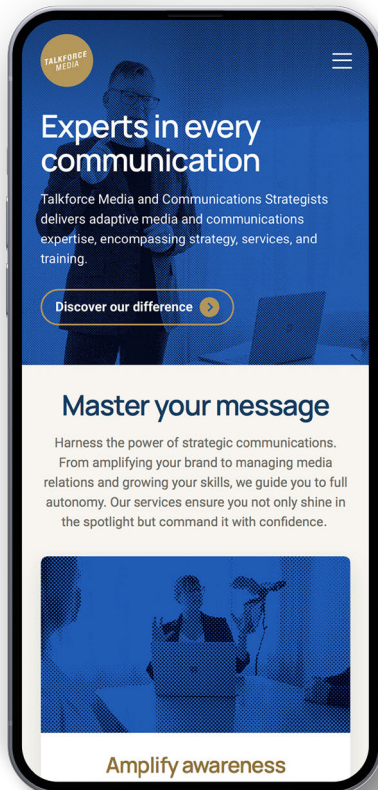 TALKFORCE
MEDIA
Experts in every
communication
Talkforce Media and Communications Strategists
delivers adaptive media and communications
expertise, encompassing strategy, services, and
training.
Discover our difference
Master your message
Harness the power of strategic communications.
From amplifying your brand to managing media
relations and growing your skills, we guide you to full
autonomy. Our services ensure you not only shine in
the spotlight but command it with confidence.
Amplify awareness